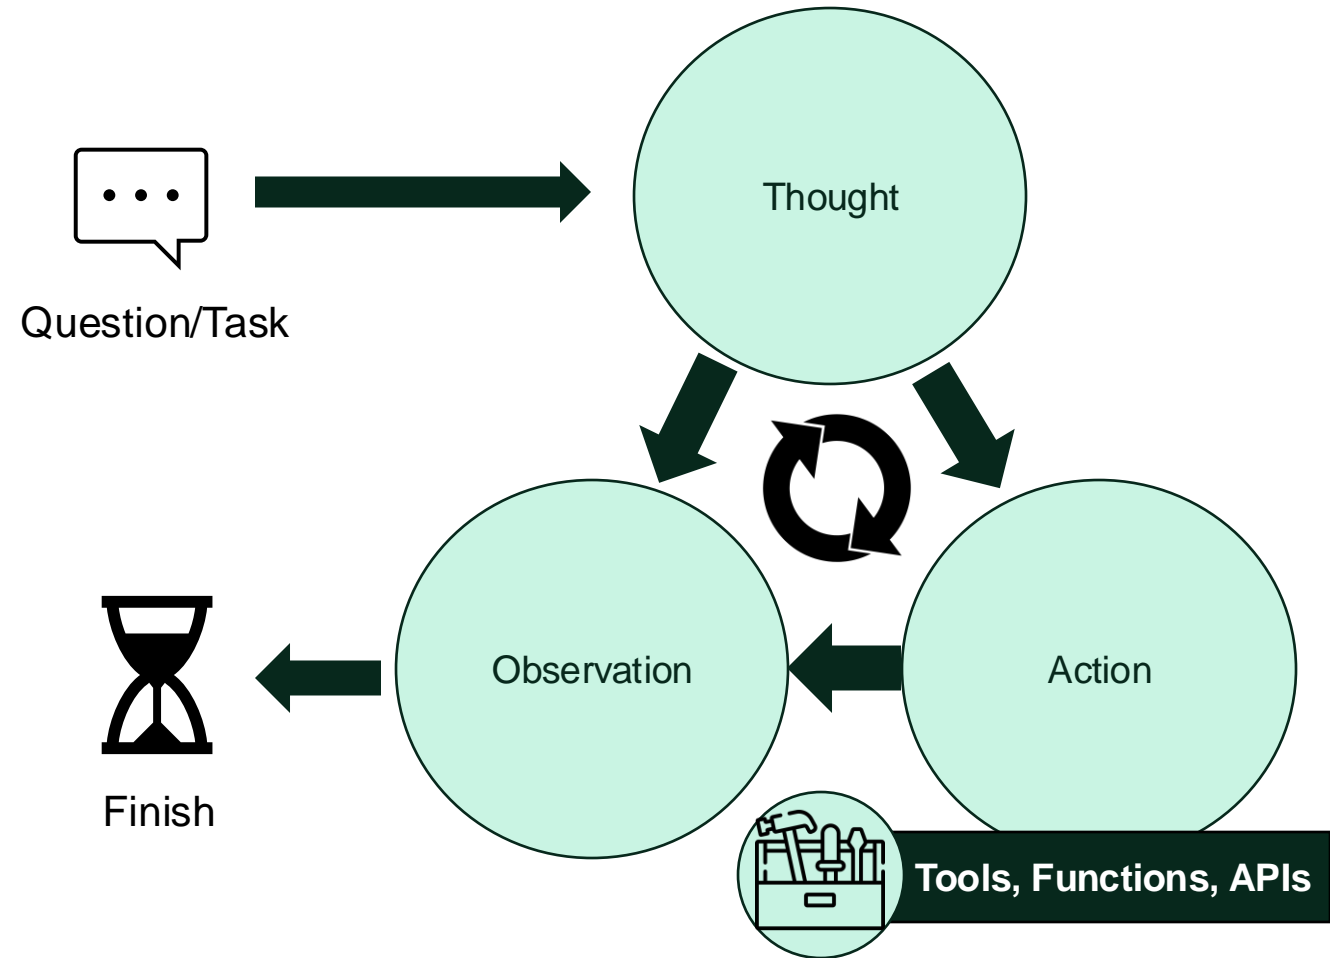 Thought
Question/Task
Observation
Action
Finish
Tools, Functions, APIs